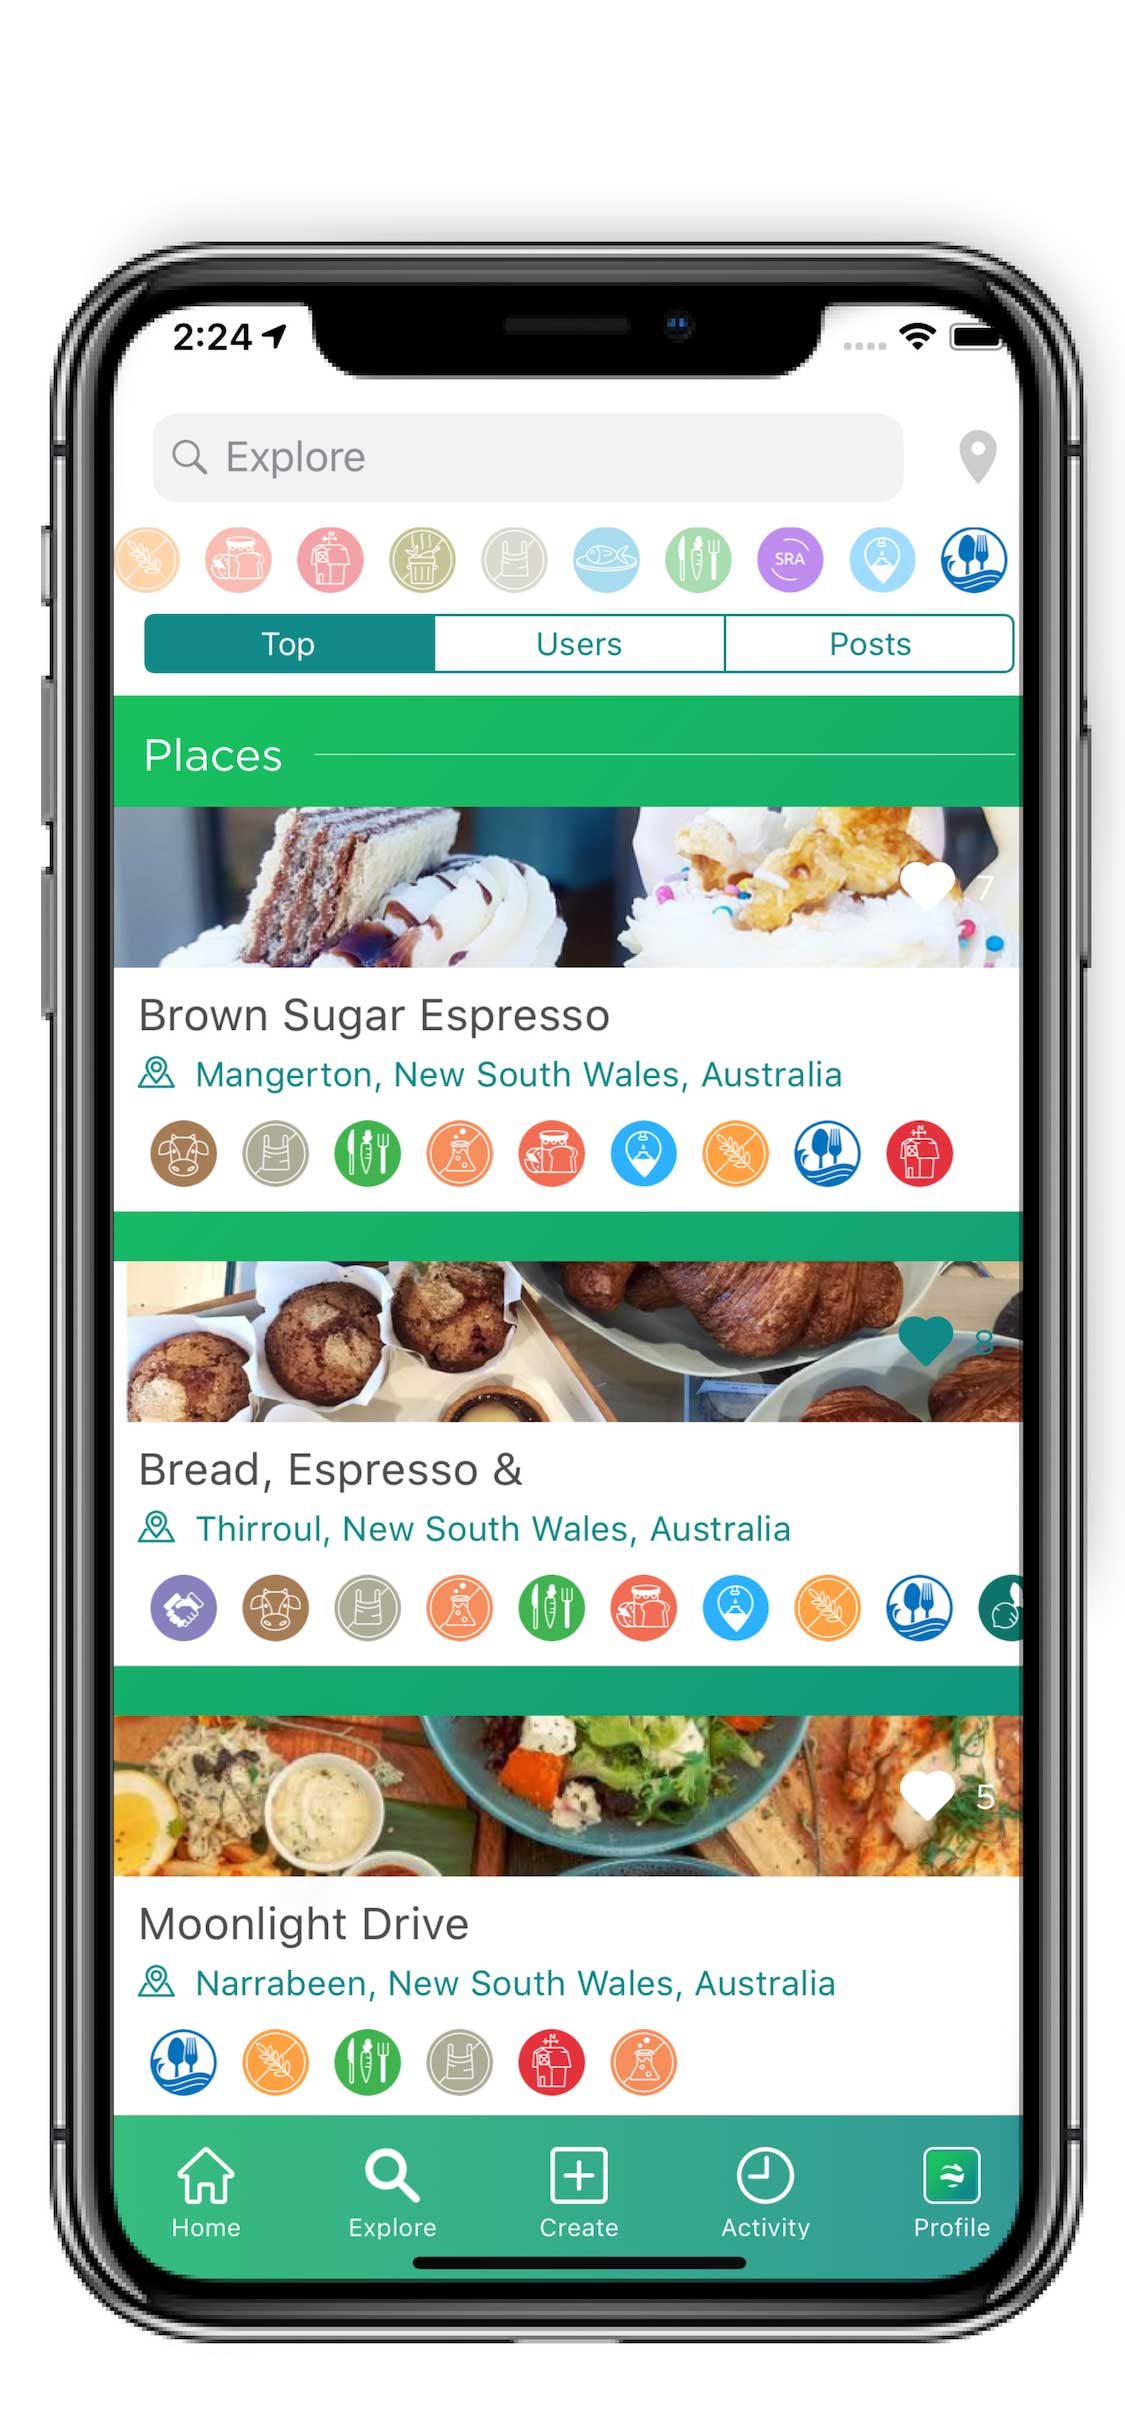 2:24
Explore
SRA
Top
Users
Posts
Places
7
Brown Sugar Espresso
Mangerton, New South Wales, Australia
8
Bread, Espresso &
Thirroul, New South Wales, Australia
5
Moonlight Drive
Narrabeen, New South Wales, Australia
Home
Explore
Create
Activity
Profile